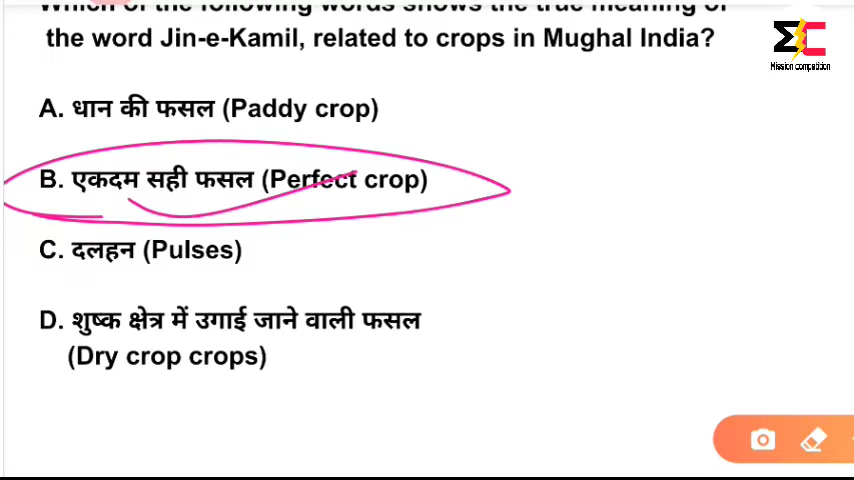 Which of the following words shows the true meaning of
the word Jin-e-Kamil, related to crops in Mughal India?
Mission competition
A. धान की फसल (Paddy crop)
B. एकदम सही फसल (Perfect crop)
C. दलहन (Pulses)
D. शुष्क क्षेत्र में उगाई जाने वाली फसल
(Dry crop crops)